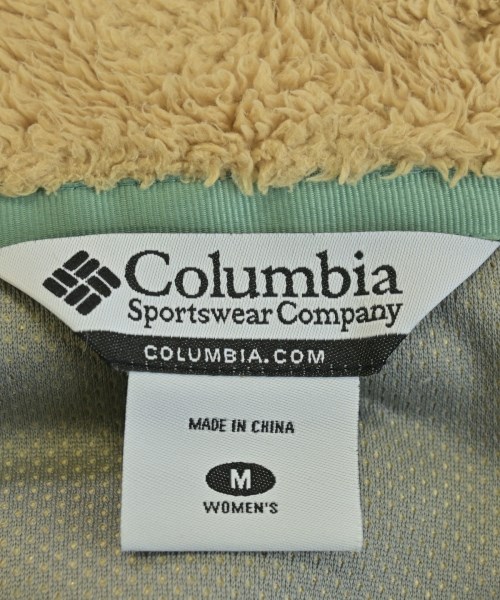 Columbia
Sportswear Company
COLUMBIA.COM
MADE IN CHINA
M
WOMEN'S